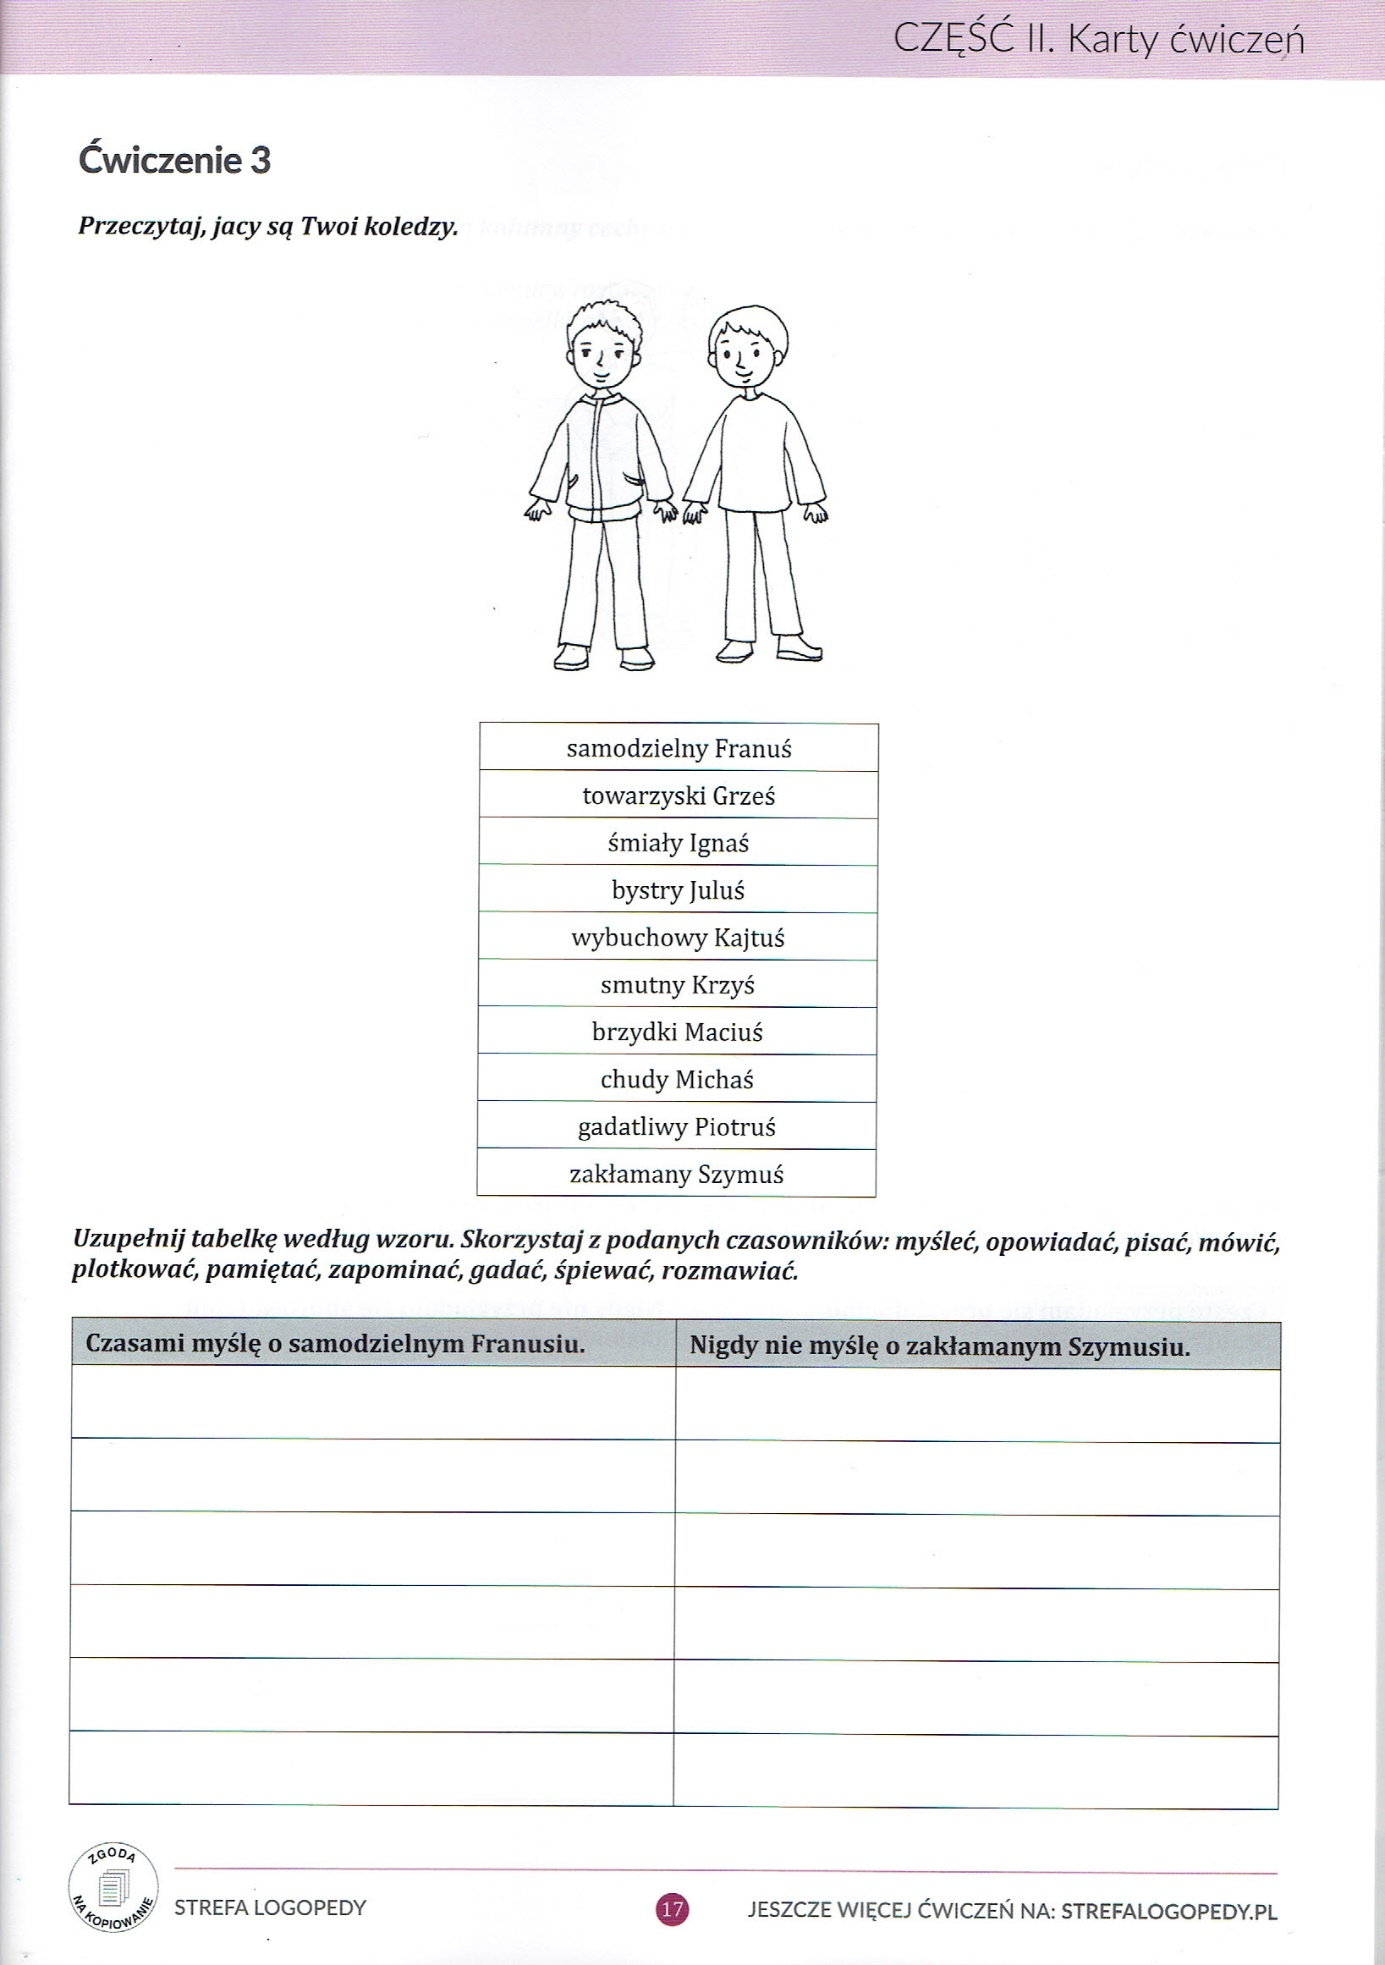 CZĘŚĆ II. Karty ćwiczeń
Ćwiczenie 3
Przeczytaj, jacy są Twoi koledzy.
samodzielny Franuś
towarzyski Grześ
śmiały Ignaś
bystry Juluś
wybuchowy Kajtuś
smutny Krzyś
brzydki Maciuś
chudy Michaś
gadatliwy Piotruś
zakłamany Szymuś
Uzupełnij tabelkę według wzoru. Skorzystaj z podanych czasowników: myśleć, opowiadać, pisać, mówić,
plotkować, pamiętać, zapominać, gadać, śpiewać, rozmawiać.
Czasami myślę o samodzielnym Franusiu.
Nigdy nie myślę o zakłamanym Szymusiu.
ZGODA
NA KOPIOWANIE
STREFA LOGOPEDY
17
JESZCZE WIĘCEJ ĆWICZEŃ NA: STREFALOGOPEDY.PL